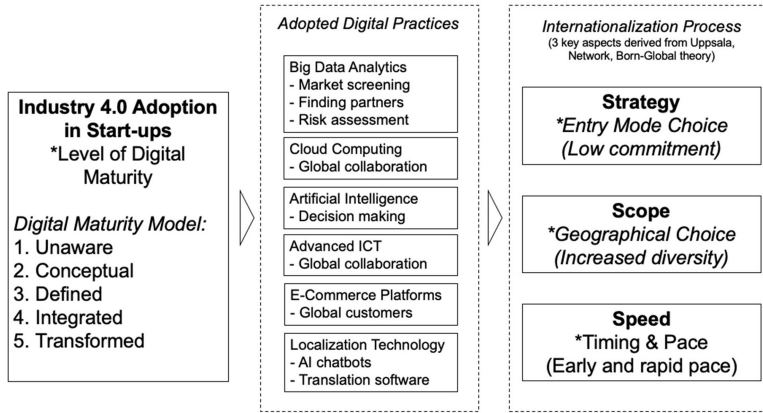 Industry 4.0 Adoption
in Start-ups
*Level of Digital
Maturity
Digital Maturity Model:
1. Unaware
2. Conceptual
3. Defined
4. Integrated
5. Transformed
Adopted Digital Practices
Big Data Analytics
- Market screening
- Finding partners
- Risk assessment
Cloud Computing
- Global collaboration
Artificial Intelligence
- Decision making
Advanced ICT
- Global collaboration
E-Commerce Platforms
- Global customers
Localization Technology
- AI chatbots
- Translation software
Internationalization Process
(3 key aspects derived from Uppsala,
Network, Born-Global theory)
Strategy
*Entry Mode Choice
(Low commitment)
Scope
*Geographical Choice
(Increased diversity)
Speed
*Timing & Pace
(Early and rapid pace)